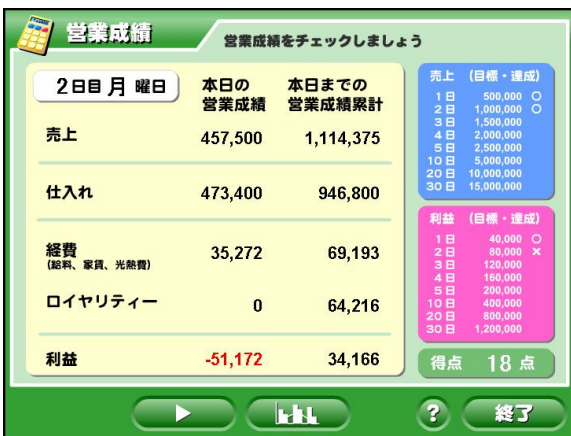 営業成績
営業成績をチェックしましょう
2日目 月 曜日
本日の
営業成績
本日までの
営業成績累計
売上 457,500 1,114,375
仕入れ 473,400 946,800
経費 35,272 69,193
(給料、家賃、光熱費)
ロイヤリティー 0 64,216
利益 -51,172 34,166
売上 (目標・達成)
1日 500,000 ○
2日 1,000,000 ○
3日 1,500,000
4日 2,000,000
5日 2,500,000
10日 5,000,000
20日 10,000,000
30日 15,000,000
利益 (目標・達成)
1日 40,000 ○
2日 80,000 ×
3日 120,000
4日 160,000
5日 200,000
10日 400,000
20日 800,000
30日 1,200,000
得点 18 点
? 終了